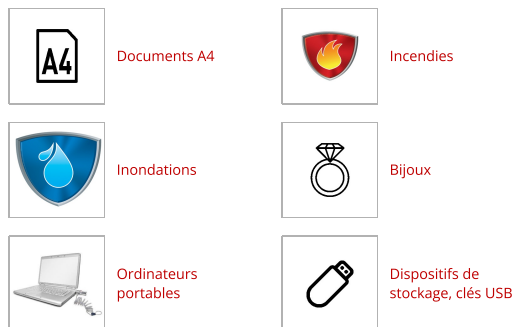 A4
Documents A4
Incendies
Inondations
Bijoux
Ordinateurs
portables
Dispositifs de
stockage, clés USB